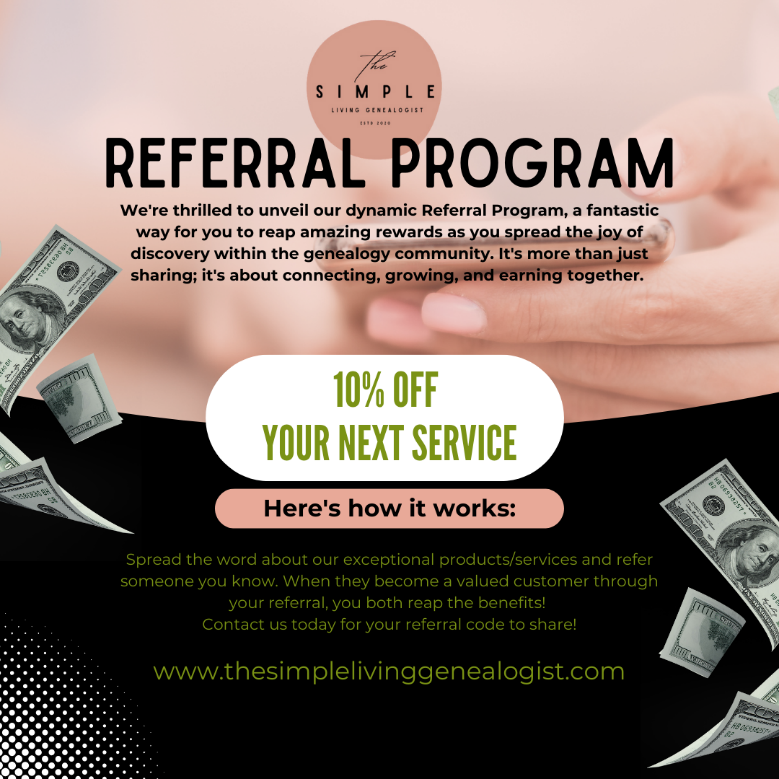 the
SIMPLE
LIVING GENEALOGIST
ESTD 2020
REFERRAL PROGRAM
We're thrilled to unveil our dynamic Referral Program, a fantastic
way for you to reap amazing rewards as you spread the joy of
discovery within the genealogy community. It's more than just
sharing; it's about connecting, growing, and earning together.
10% OFF
YOUR NEXT SERVICE
Here's how it works:
Spread the word about our exceptional products/services and refer
someone you know. When they become a valued customer through
your referral, you both reap the benefits!
Contact us today for your referral code to share!
www.thesimplelivinggenealogist.com